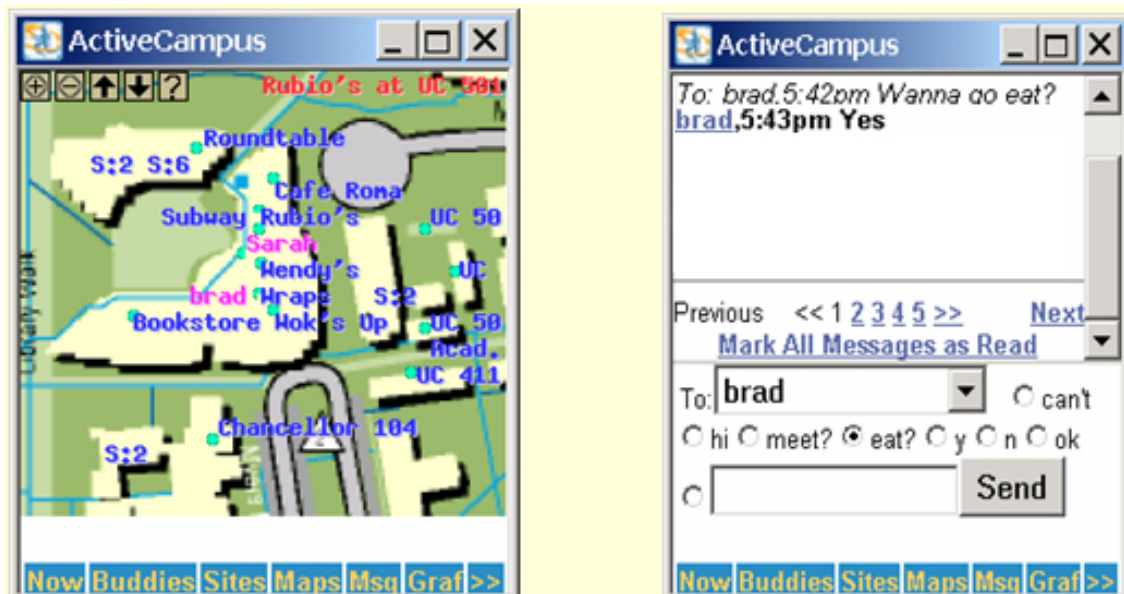 ActiveCampus
Rubio's at UC 501
Roundtable
S:2 S:6
Cafe Roma
Subway Rubio's
UC 50
Sarah
Wendy's
UC
brad Wraps
S:2
Bookstore Wok's Up
UC 50
Acad.
UC 411
Library Walk
Chancellor 104
S:2
Now Buddies Sites Maps Msg Graf >>
ActiveCampus
To: brad,5:42pm Wanna go eat?
brad,5:43pm Yes
Previous << 1 2 3 4 5 >> Next
Mark All Messages as Read
To: brad can't
hi meet? eat? y n ok
Send
Now Buddies Sites Maps Msg Graf >>